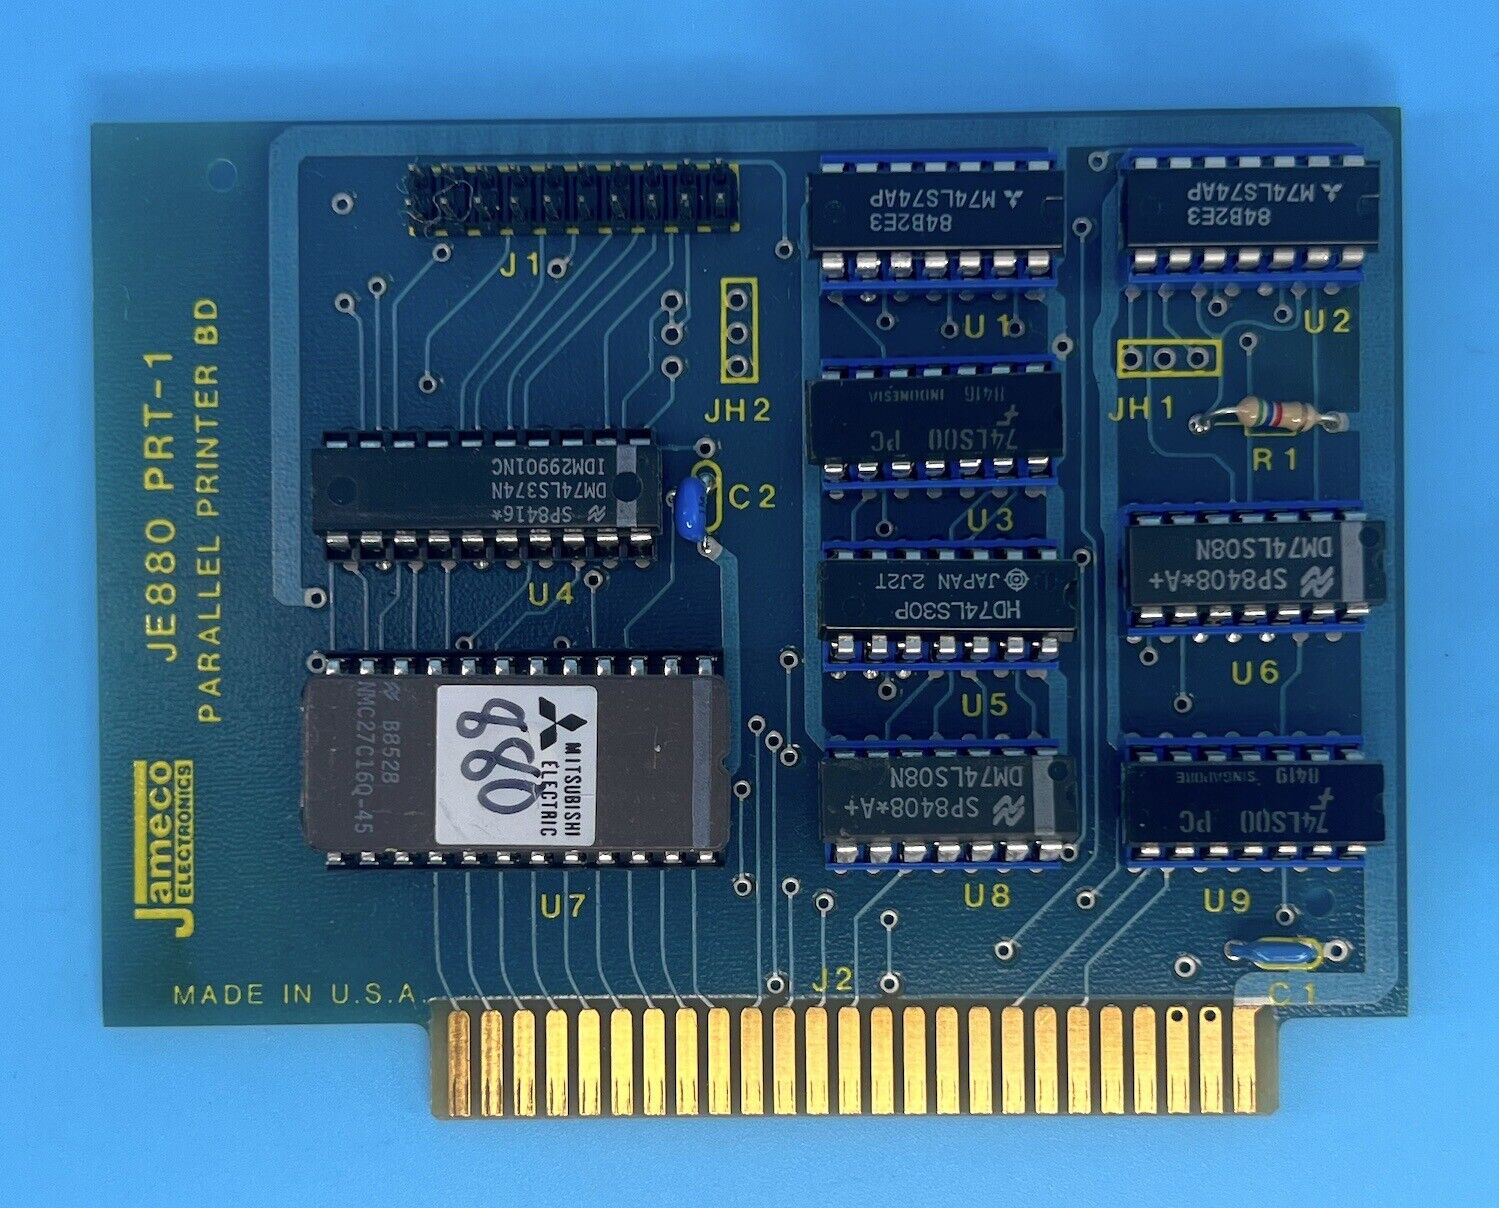 JE880 PRT-1
PARALLEL PRINTER BD
Jameco
ELECTRONICS
MADE IN U.S.A.
J1
JH2
C2
U4
U7
U1
U2
U3
JH1
R1
U5
U6
U8
U9
J2
C1
M74LS74AP
84B2E3
M74LS74AP
84B2E3
74LS00 PC
8416 INDONESIA
SP8416*
DM74LS374N
IDM29901NC
HD74LS30P
JAPAN 2J2T
SP8408*A+
DM74LS08N
SP8408*A+
DM74LS08N
74LS00 PC
8419 SINGAPORE
B8528
NMC27C16Q-45
MITSUBISHI
ELECTRIC
880